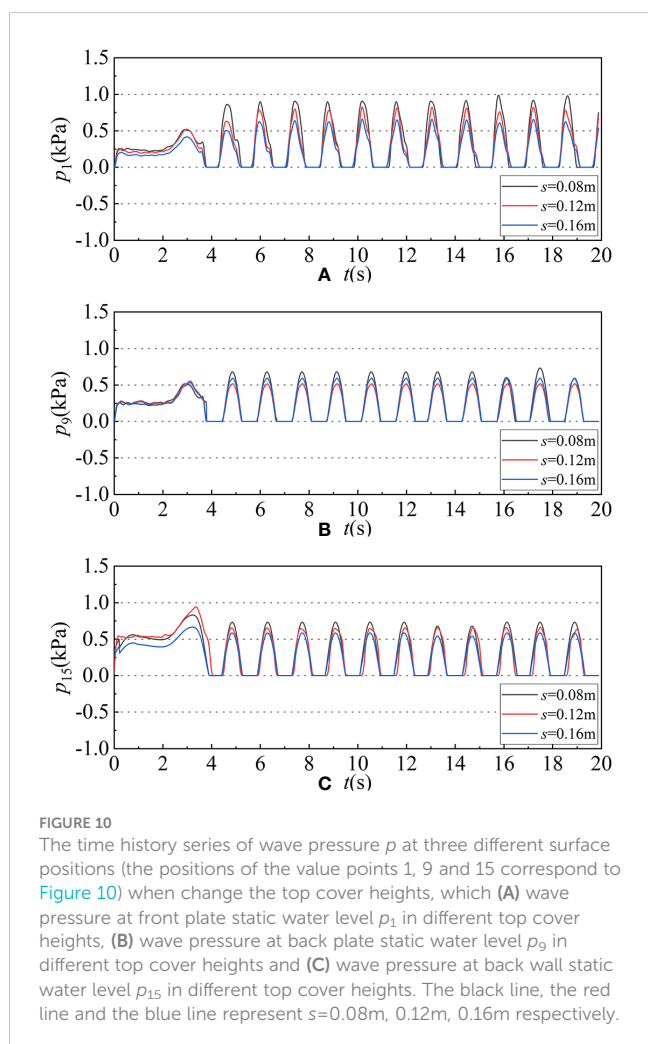 1.5
1.0
0.5
0.0
-0.5
-1.0
p1(kPa)
s=0.08m
s=0.12m
s=0.16m
0 2 4 6 8 10 12 14 16 18 20
A t(s)
1.5
1.0
0.5
0.0
-0.5
-1.0
p9(kPa)
s=0.08m
s=0.12m
s=0.16m
0 2 4 6 8 10 12 14 16 18 20
B t(s)
1.5
1.0
0.5
0.0
-0.5
-1.0
p15(kPa)
s=0.08m
s=0.12m
s=0.16m
0 2 4 6 8 10 12 14 16 18 20
C t(s)
FIGURE 10
The time history series of wave pressure p at three different surface
positions (the positions of the value points 1, 9 and 15 correspond to
Figure 10) when change the top cover heights, which (A) wave
pressure at front plate static water level p1 in different top cover
heights, (B) wave pressure at back plate static water level p9 in
different top cover heights and (C) wave pressure at back wall static
water level p15 in different top cover heights. The black line, the red
line and the blue line represent s=0.08m, 0.12m, 0.16m respectively.